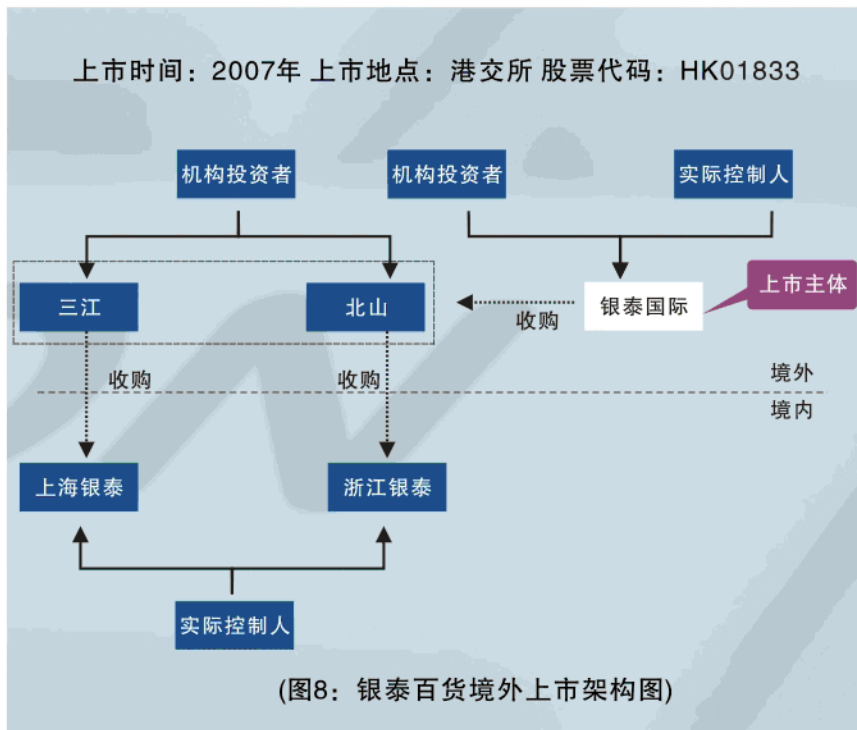 上市时间：2007年 上市地点：港交所 股票代码：HK01833
机构投资者 机构投资者 实际控制人
三江 北山 银泰国际 上市主体
收购
收购 收购 境外
境内
上海银泰 浙江银泰
实际控制人
(图8：银泰百货境外上市架构图)